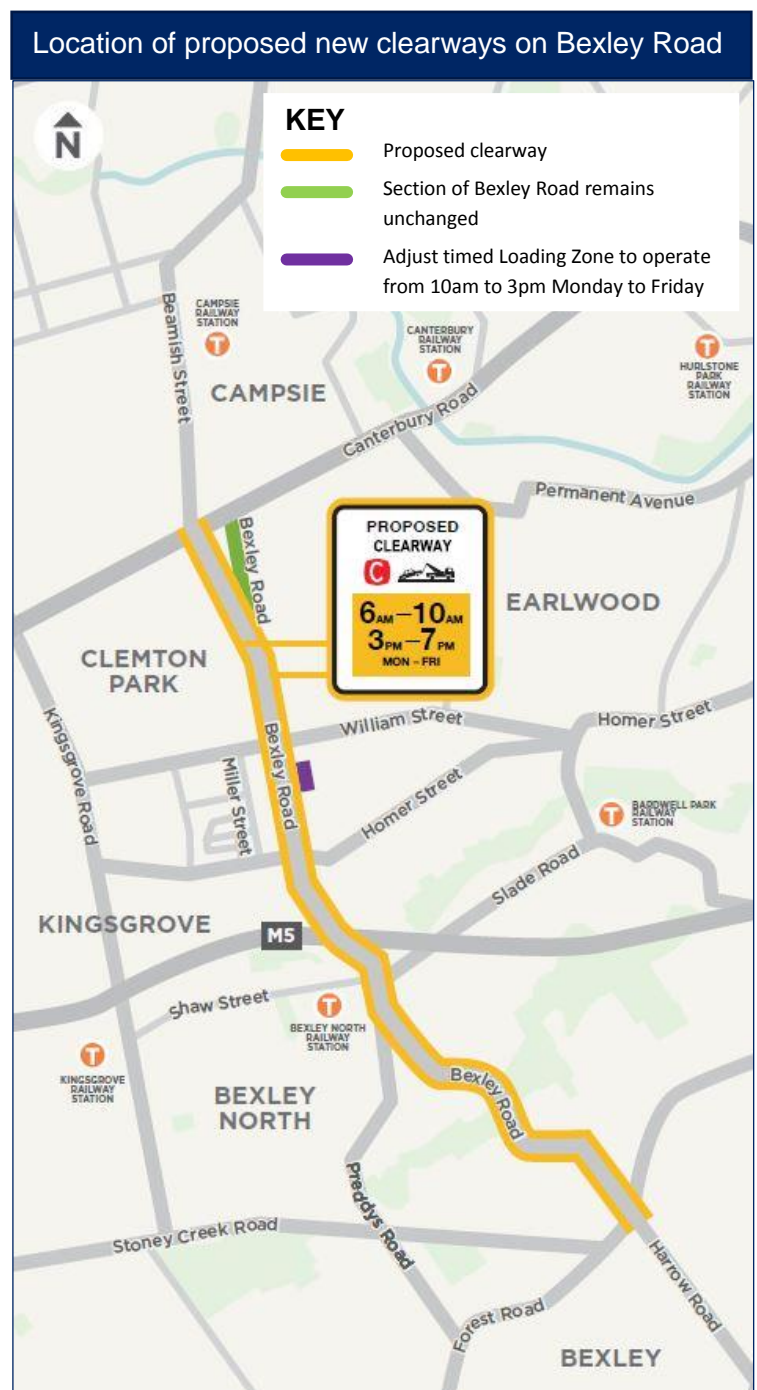 Location of proposed new clearways on Bexley Road
N
KEY
Proposed clearway
Section of Bexley Road remains
unchanged
Adjust timed Loading Zone to operate
from 10am to 3pm Monday to Friday
Beamish Street
CAMPSIE
RAILWAY
STATION
T
CANTERBURY
RAILWAY
STATION
T
T
HURLSTONE
PARK
RAILWAY
STATION
CAMPSIE
Canterbury Road
Permanent Avenue
Bexley Road
PROPOSED
CLEARWAY
C
6AM–10AM
3PM–7PM
MON – FRI
EARLWOOD
CLEMTON
PARK
Kingsgrove Road
Bexley Road
William Street
Homer Street
Miller Street
Homer Street
T
BARDWELL PARK
RAILWAY
STATION
Slade Road
KINGSGROVE
M5
Shaw Street
T
BEXLEY NORTH
RAILWAY
STATION
T
KINGSGROVE
RAILWAY
STATION
BEXLEY
NORTH
Bexley Road
Preddys Road
Stoney Creek Road
Harrow Road
Forest Road
BEXLEY